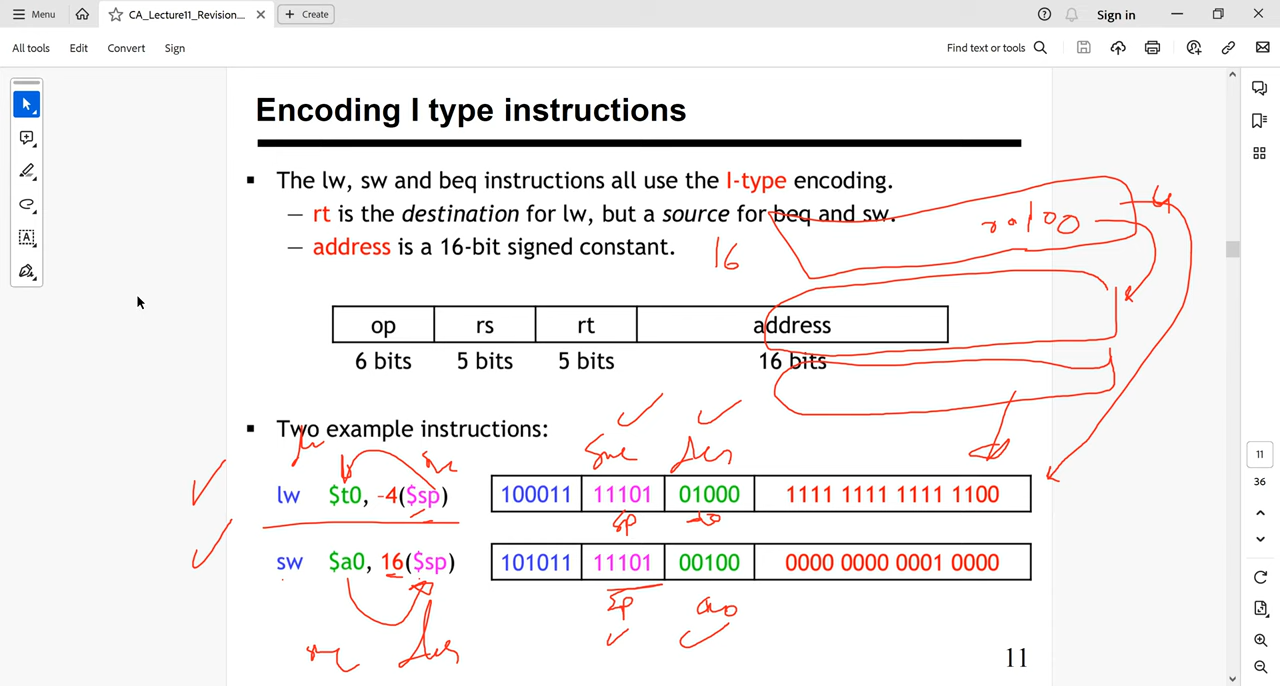 Menu
CA_Lecture11_Revision...
Create
Sign in
All tools
Edit
Convert
Sign
Find text or tools
Encoding I type instructions
▪ The lw, sw and beq instructions all use the I-type encoding.
– rt is the destination for lw, but a source for beq and sw.
– address is a 16-bit signed constant.
16
4
op rs rt address
6 bits 5 bits 5 bits 16 bits
▪ Two example instructions:
lw $t0, -4($sp) 100011 11101 01000 1111 1111 1111 1100
sp
sw $a0, 16($sp) 101011 11101 00100 0000 0000 0001 0000
sp a0
11
11
36